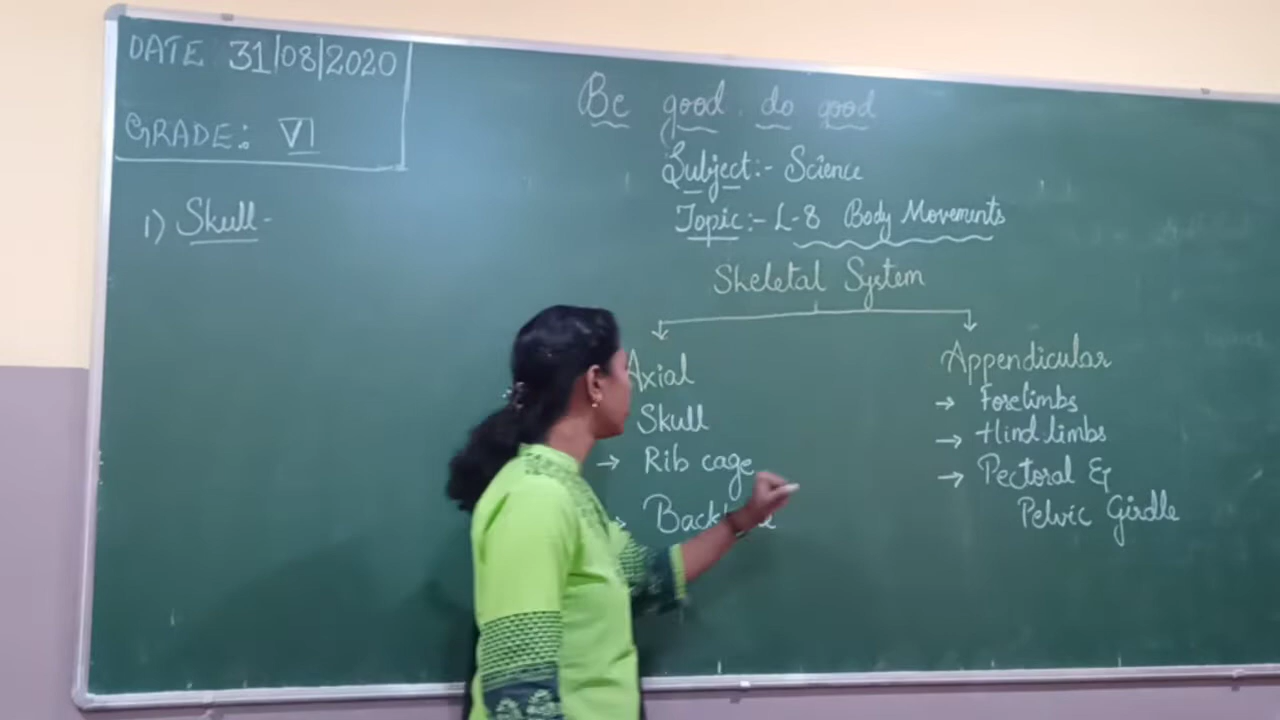 DATE 31/08/2020
GRADE: VI
1) Skull-
Be good. do good
Subject:- Science
Topic:- L-8 Body Movements
Skeletal System
Axial
Skull
→ Rib cage
Appendicular
→ Forelimbs
→ Hind limbs
→ Pectoral &
Pelvic Girdle